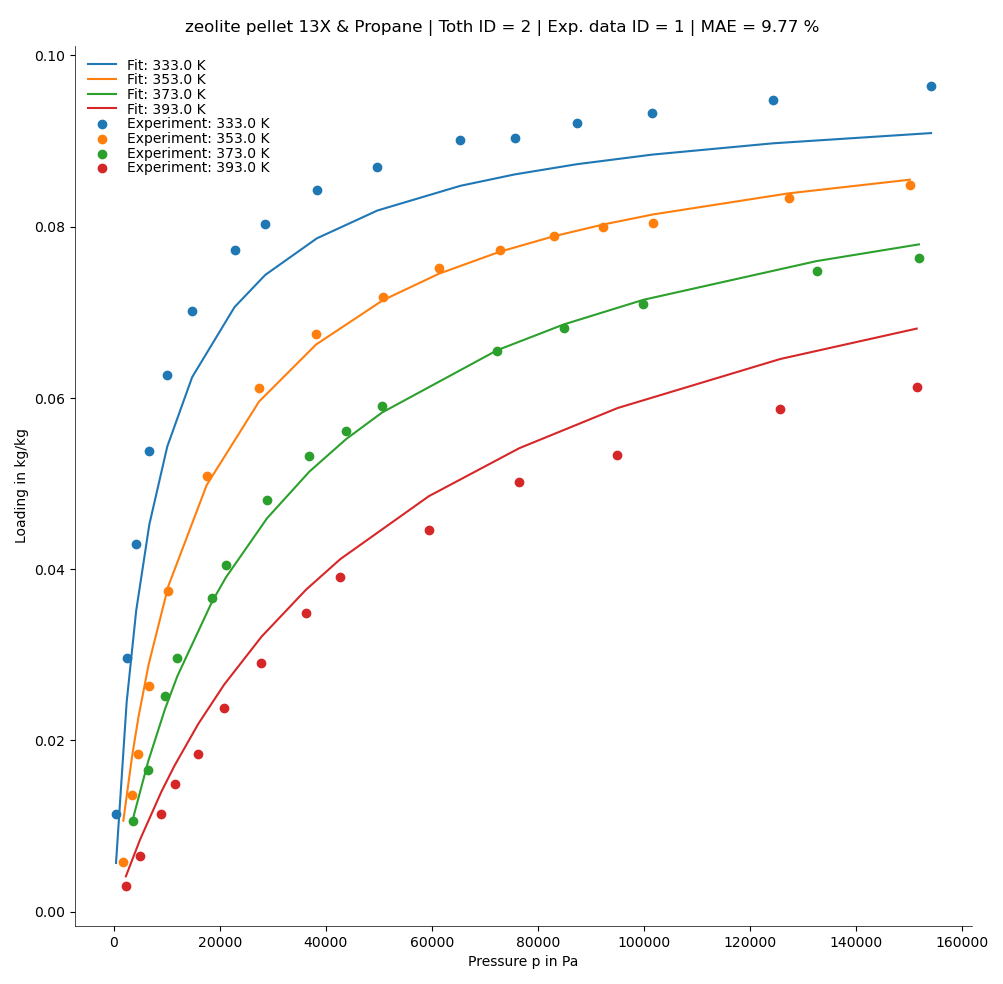 zeolite pellet 13X & Propane | Toth ID = 2 | Exp. data ID = 1 | MAE = 9.77 %
Fit: 333.0 K
Fit: 353.0 K
Fit: 373.0 K
Fit: 393.0 K
Experiment: 333.0 K
Experiment: 353.0 K
Experiment: 373.0 K
Experiment: 393.0 K
Loading in kg/kg
0.10
0.08
0.06
0.04
0.02
0.00
0 20000 40000 60000 80000 100000 120000 140000 160000
Pressure p in Pa